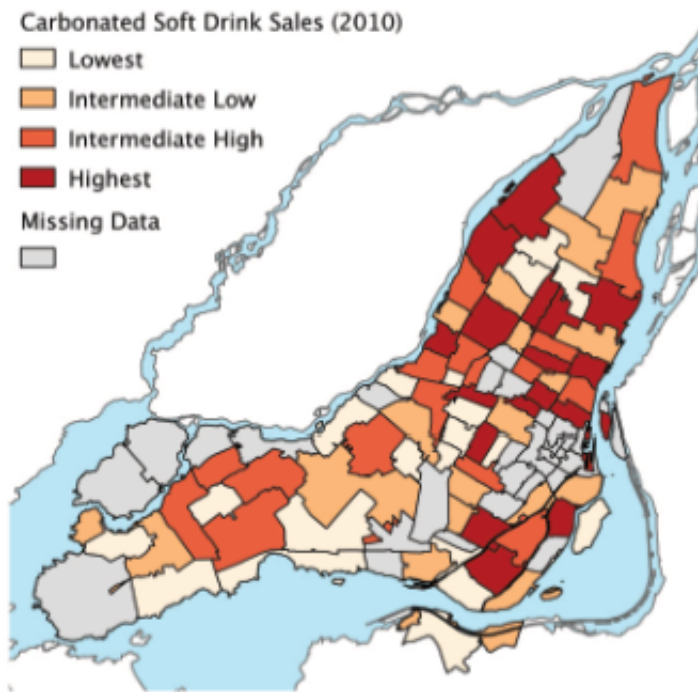 Carbonated Soft Drink Sales (2010)
Lowest
Intermediate Low
Intermediate High
Highest
Missing Data